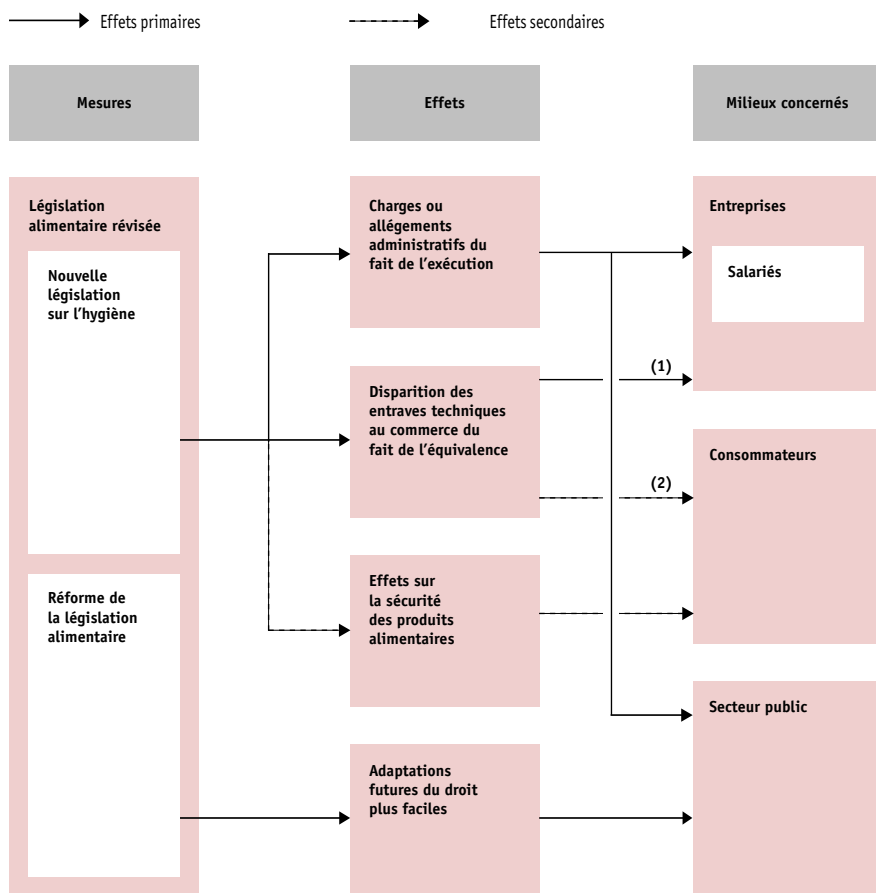 Effets primaires
Effets secondaires
Mesures
Effets
Milieux concernés
Législation
alimentaire révisée
Nouvelle
législation
sur l'hygiène
Réforme de
la législation
alimentaire
Charges ou
allégements
administratifs du
fait de l'exécution
Disparition des
entraves techniques
au commerce du
fait de l'équivalence
Effets sur
la sécurité
des produits
alimentaires
Adaptations
futures du droit
plus faciles
(1)
(2)
Entreprises
Salariés
Consommateurs
Secteur public